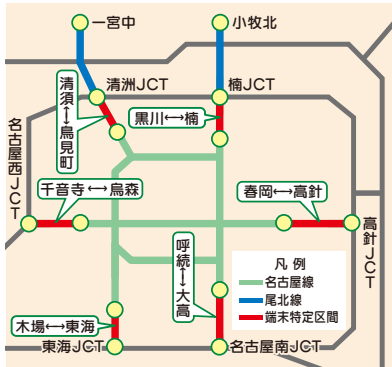 一宮中
小牧北
清洲JCT
楠JCT
清須↔烏見町
黒川↔楠
名古屋西JCT
千音寺↔烏森
春岡↔高針
高針JCT
呼続↔大高
凡例
名古屋線
尾北線
端末特定区間
木場↔東海
東海JCT
名古屋南JCT